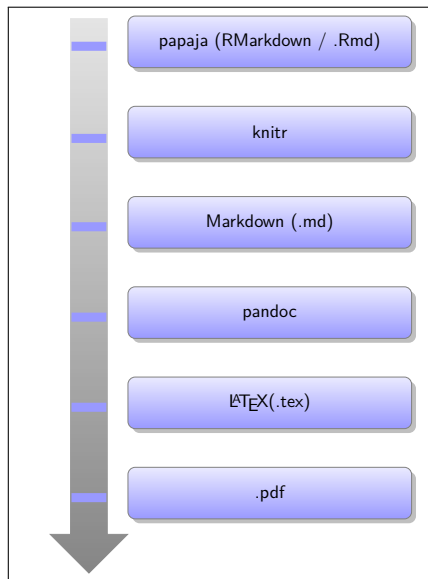 papaja (RMarkdown / .Rmd)
knitr
Markdown (.md)
pandoc
LATEX(.tex)
.pdf